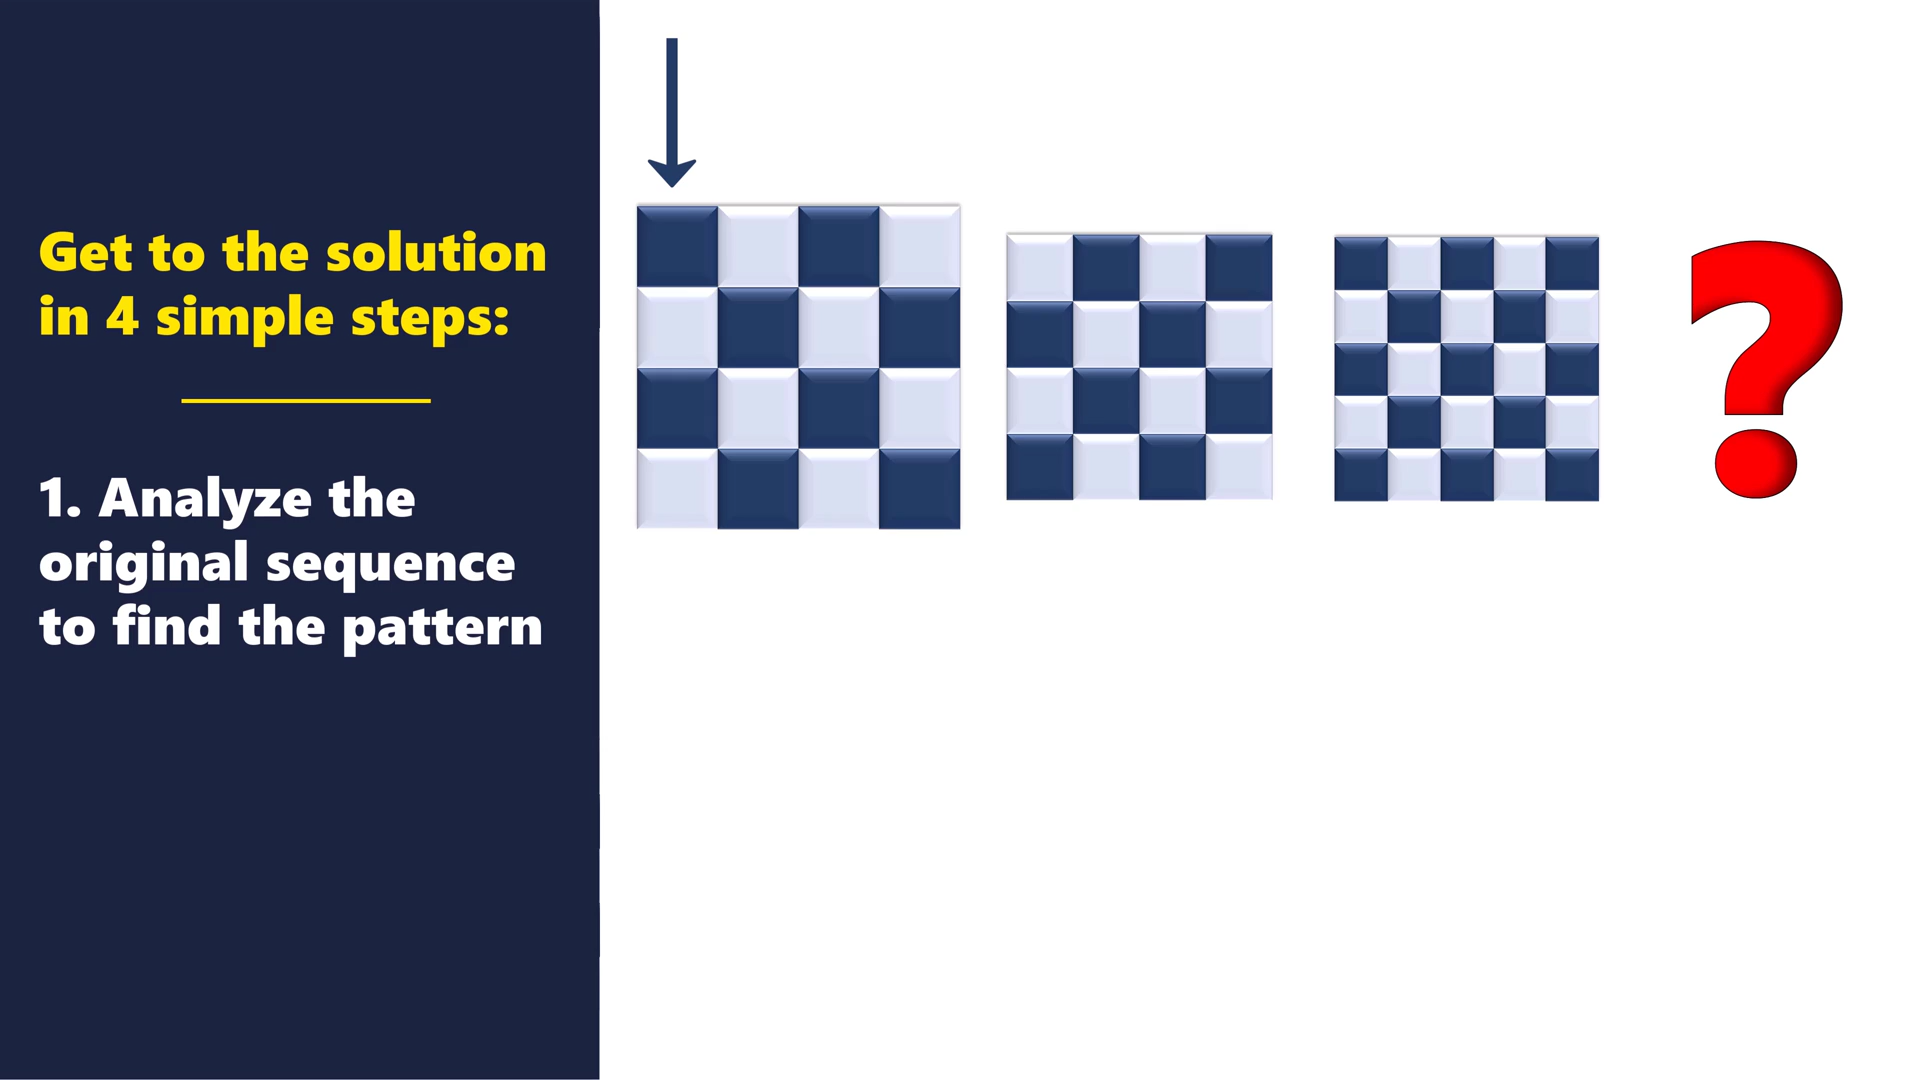 Get to the solution
in 4 simple steps:
1. Analyze the
original sequence
to find the pattern
?